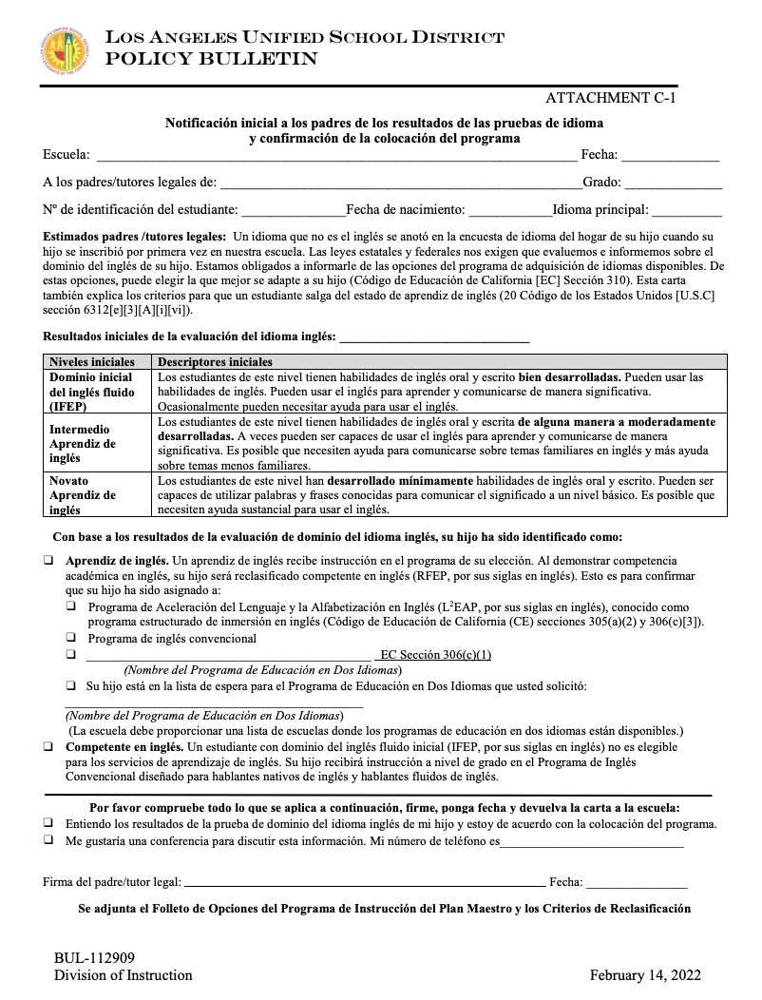 LOS ANGELES UNIFIED SCHOOL DISTRICT
POLICY BULLETIN
ATTACHMENT C-1
Notificación inicial a los padres de los resultados de las pruebas de idioma
y confirmación de la colocación del programa
Escuela: ______________________ Fecha: ______________
A los padres/tutores legales de: ______________________ Grado: ______________
Nº de identificación del estudiante: ______________ Fecha de nacimiento: ____________ Idioma principal: __________
Estimados padres /tutores legales: Un idioma que no es el inglés se anotó en la encuesta de idioma del hogar de su hijo cuando su
hijo se inscribió por primera vez en nuestra escuela. Las leyes estatales y federales nos exigen que evaluemos e informemos sobre el
dominio del inglés de su hijo. Estamos obligados a informarle de las opciones del programa de adquisición de idiomas disponibles. De
estas opciones, puede elegir la que mejor se adapte a su hijo (Código de Educación de California [EC] Sección 310). Esta carta
también explica los criterios para que un estudiante salga del estado de aprendiz de inglés (20 Código de los Estados Unidos [U.S.C]
sección 6312[e][3][A][i][vi]).
Resultados iniciales de la evaluación del idioma inglés: ____________________________
Niveles iniciales Descriptores iniciales
Dominio inicial
del inglés fluido
(IFEP)
Los estudiantes de este nivel tienen habilidades de inglés oral y escrito bien desarrolladas. Pueden usar las
habilidades de inglés. Pueden usar el inglés para aprender y comunicarse de manera significativa.
Ocasionalmente pueden necesitar ayuda para usar el inglés.
Intermedio
Aprendiz de
inglés
Los estudiantes de este nivel tienen habilidades de inglés oral y escrita de alguna manera a moderadamente
desarrolladas. A veces pueden ser capaces de usar el inglés para aprender y comunicarse de manera
significativa. Es posible que necesiten ayuda para comunicarse sobre temas familiares en inglés y más ayuda
sobre temas menos familiares.
Novato
Aprendiz de
inglés
Los estudiantes de este nivel han desarrollado mínimamente habilidades de inglés oral y escrito. Pueden ser
capaces de utilizar palabras y frases conocidas para comunicar el significado a un nivel básico. Es posible que
necesiten ayuda sustancial para usar el inglés.
Con base a los resultados de la evaluación de dominio del idioma inglés, su hijo ha sido identificado como:
❑ Aprendiz de inglés. Un aprendiz de inglés recibe instrucción en el programa de su elección. Al demostrar competencia
académica en inglés, su hijo será reclasificado competente en inglés (RFEP, por sus siglas en inglés). Esto es para confirmar
que su hijo ha sido asignado a:
❑ Programa de Aceleración del Lenguaje y la Alfabetización en Inglés (L²EAP, por sus siglas en inglés), conocido como
programa estructurado de inmersión en inglés (Código de Educación de California (CE) secciones 305(a)(2) y 306(c)[3]).
❑ Programa de inglés convencional
❑ ______________________ EC Sección 306(c)(1)
(Nombre del Programa de Educación en Dos Idiomas)
❑ Su hijo está en la lista de espera para el Programa de Educación en Dos Idiomas que usted solicitó:
______________________
(Nombre del Programa de Educación en Dos Idiomas)
(La escuela debe proporcionar una lista de escuelas donde los programas de educación en dos idiomas están disponibles.)
❑ Competente en inglés. Un estudiante con dominio del inglés fluido inicial (IFEP, por sus siglas en inglés) no es elegible
para los servicios de aprendizaje de inglés. Su hijo recibirá instrucción a nivel de grado en el Programa de Inglés
Convencional diseñado para hablantes nativos de inglés y hablantes fluidos de inglés.
Por favor compruebe todo lo que se aplica a continuación, firme, ponga fecha y devuelva la carta a la escuela:
❑ Entiendo los resultados de la prueba de dominio del idioma inglés de mi hijo y estoy de acuerdo con la colocación del programa.
❑ Me gustaría una conferencia para discutir esta información. Mi número de teléfono es____________________________
Firma del padre/tutor legal: ______________________ Fecha: ________________
Se adjunta el Folleto de Opciones del Programa de Instrucción del Plan Maestro y los Criterios de Reclasificación
BUL-112909
Division of Instruction February 14, 2022